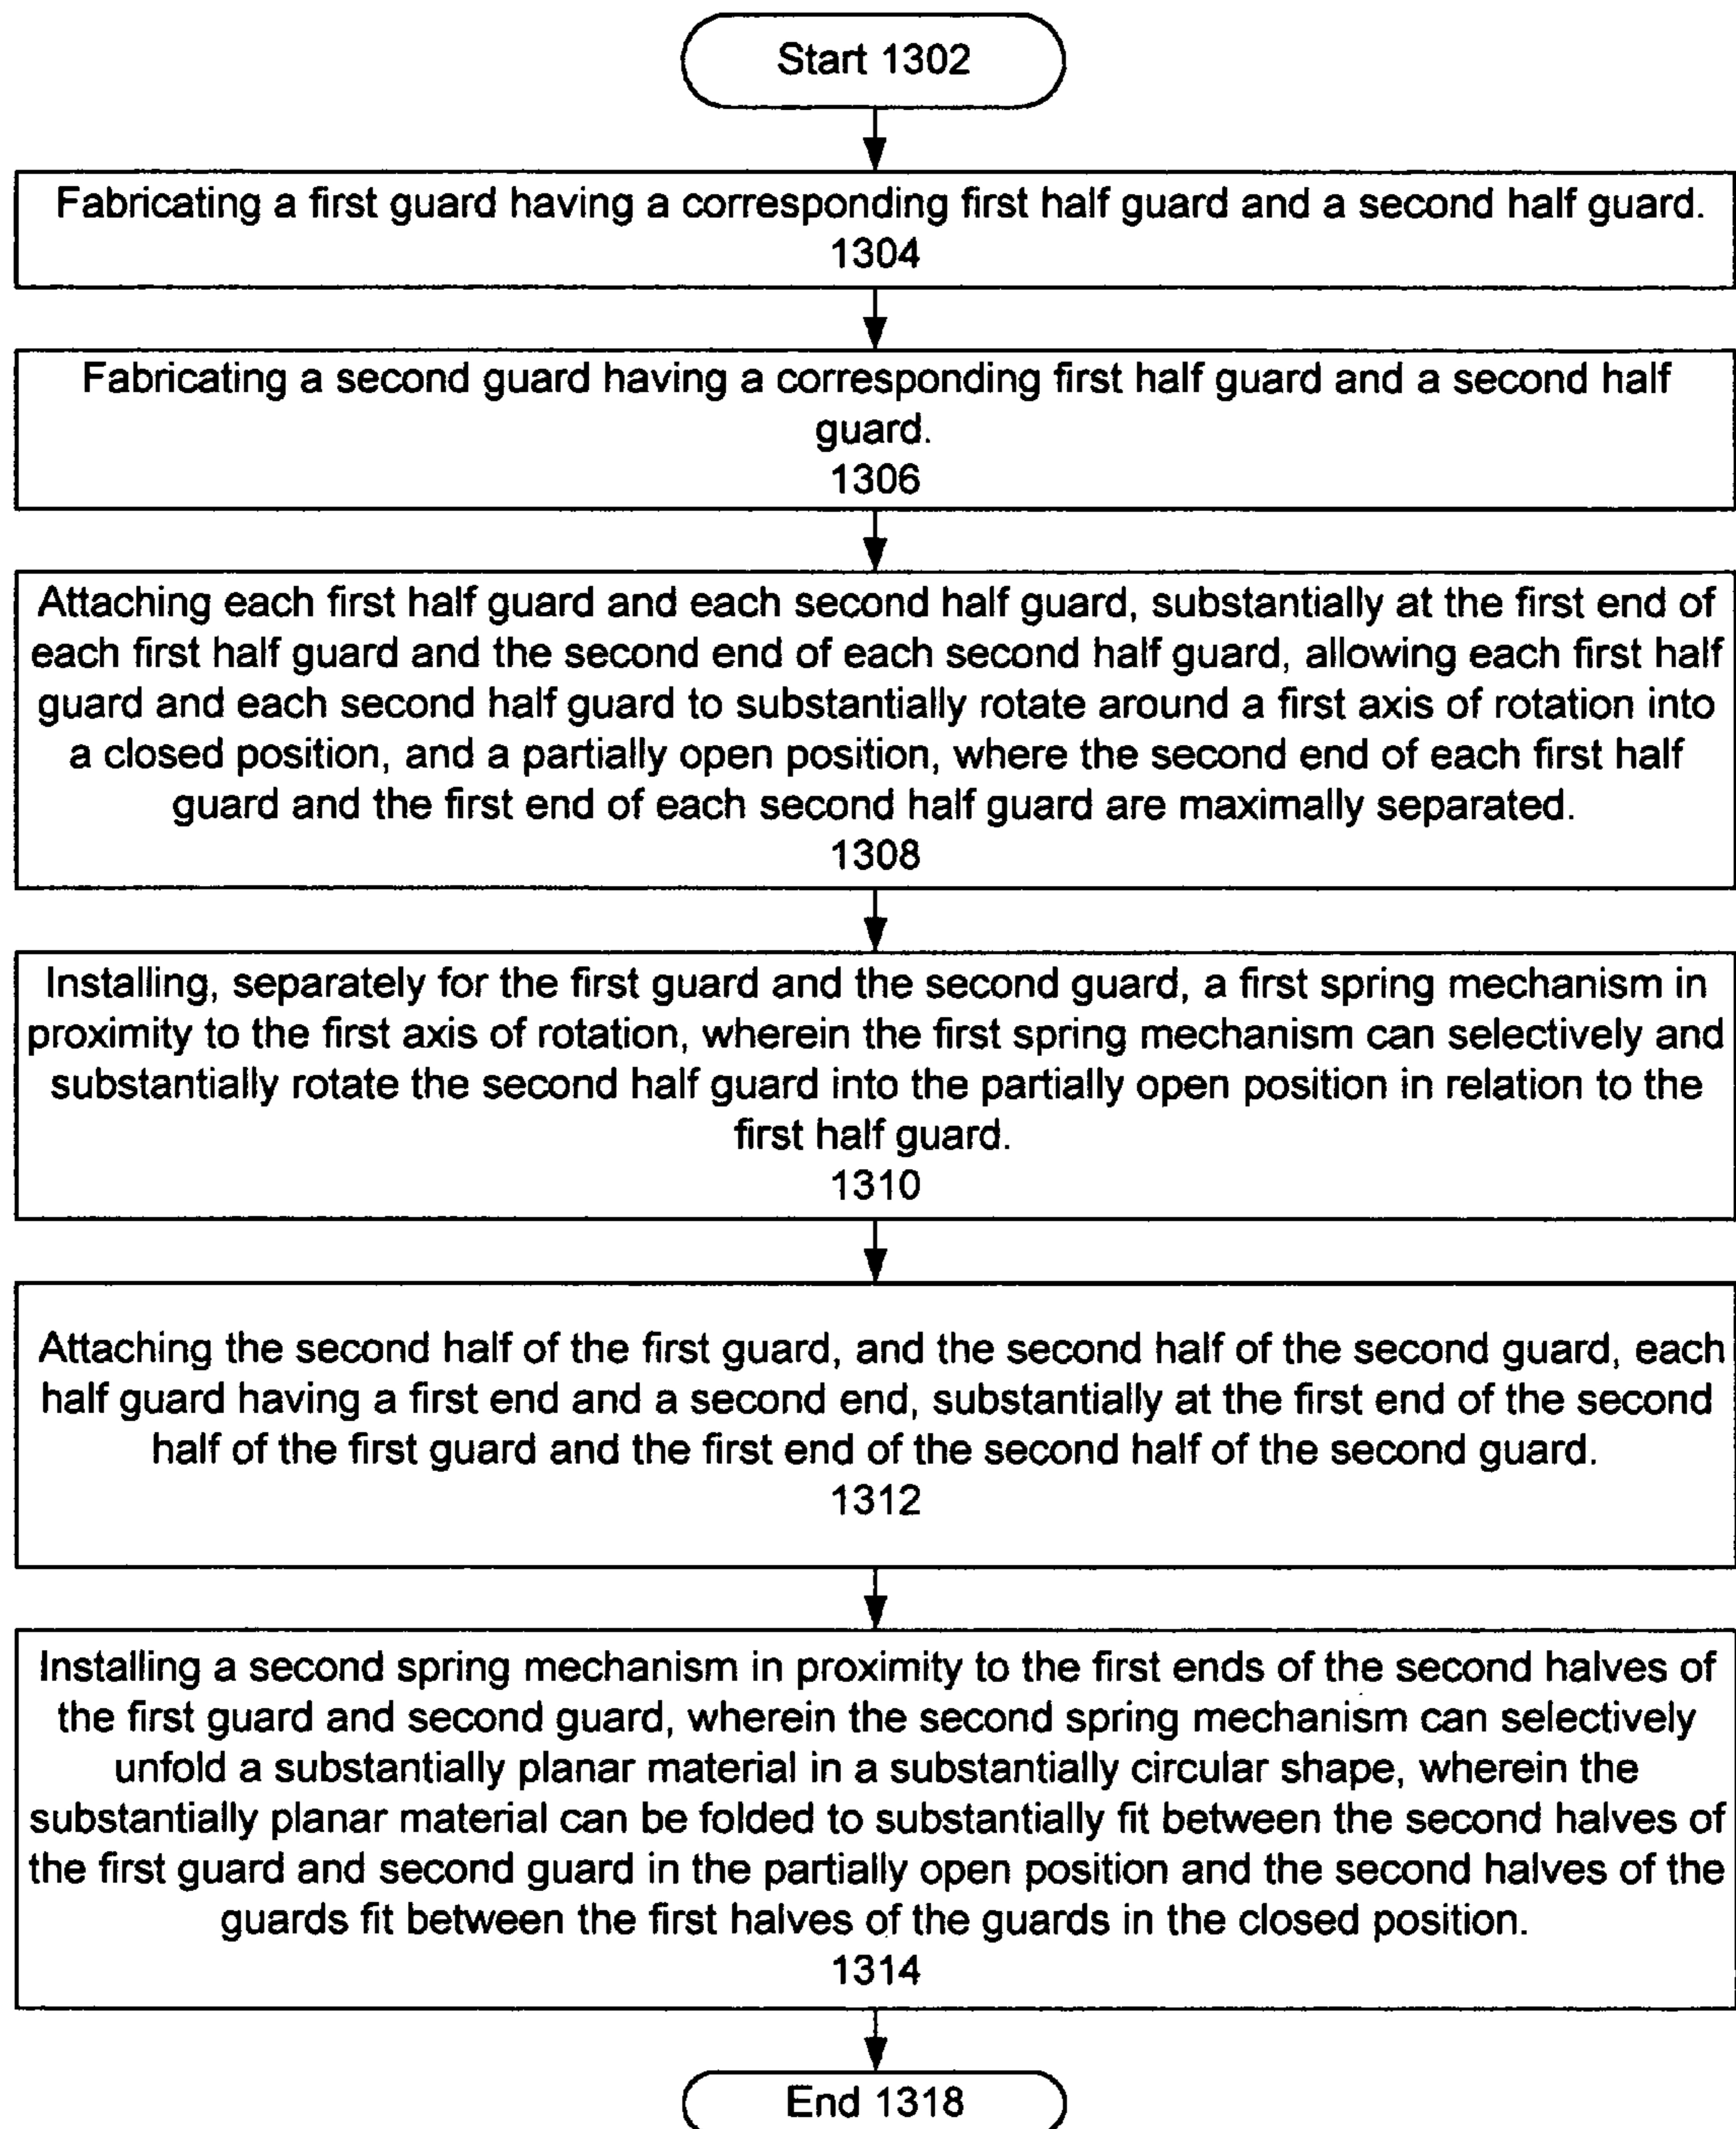 Start 1302
Fabricating a first guard having a corresponding first half guard and a second half guard.
1304
Fabricating a second guard having a corresponding first half guard and a second half
guard.
1306
Attaching each first half guard and each second half guard, substantially at the first end of
each first half guard and the second end of each second half guard, allowing each first half
guard and each second half guard to substantially rotate around a first axis of rotation into
a closed position, and a partially open position, where the second end of each first half
guard and the first end of each second half guard are maximally separated.
1308
Installing, separately for the first guard and the second guard, a first spring mechanism in
proximity to the first axis of rotation, wherein the first spring mechanism can selectively and
substantially rotate the second half guard into the partially open position in relation to the
first half guard.
1310
Attaching the second half of the first guard, and the second half of the second guard, each
half guard having a first end and a second end, substantially at the first end of the second
half of the first guard and the first end of the second half of the second guard.
1312
Installing a second spring mechanism in proximity to the first ends of the second halves of
the first guard and second guard, wherein the second spring mechanism can selectively
unfold a substantially planar material in a substantially circular shape, wherein the
substantially planar material can be folded to substantially fit between the second halves of
the first guard and second guard in the partially open position and the second halves of the
guards fit between the first halves of the guards in the closed position.
1314
End 1318